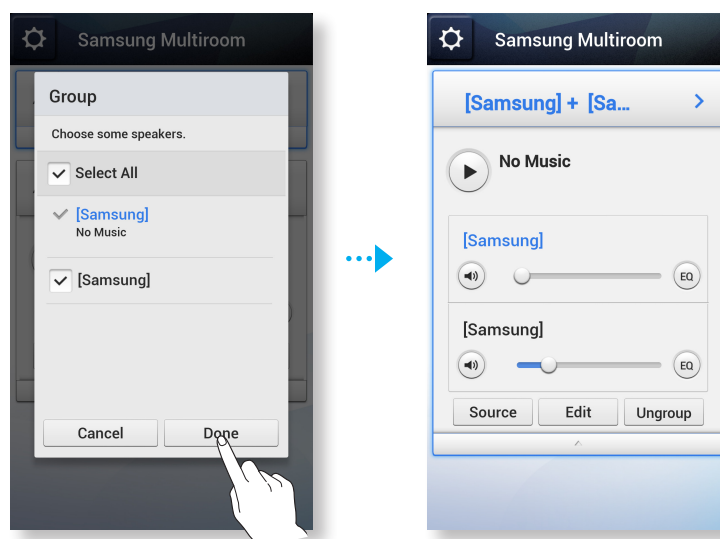 Samsung Multiroom
Group
Choose some speakers.
Select All
[Samsung]
No Music
[Samsung]
Cancel
Done
Samsung Multiroom
[Samsung] + [Sa...
No Music
[Samsung]
EQ
[Samsung]
EQ
Source Edit Ungroup